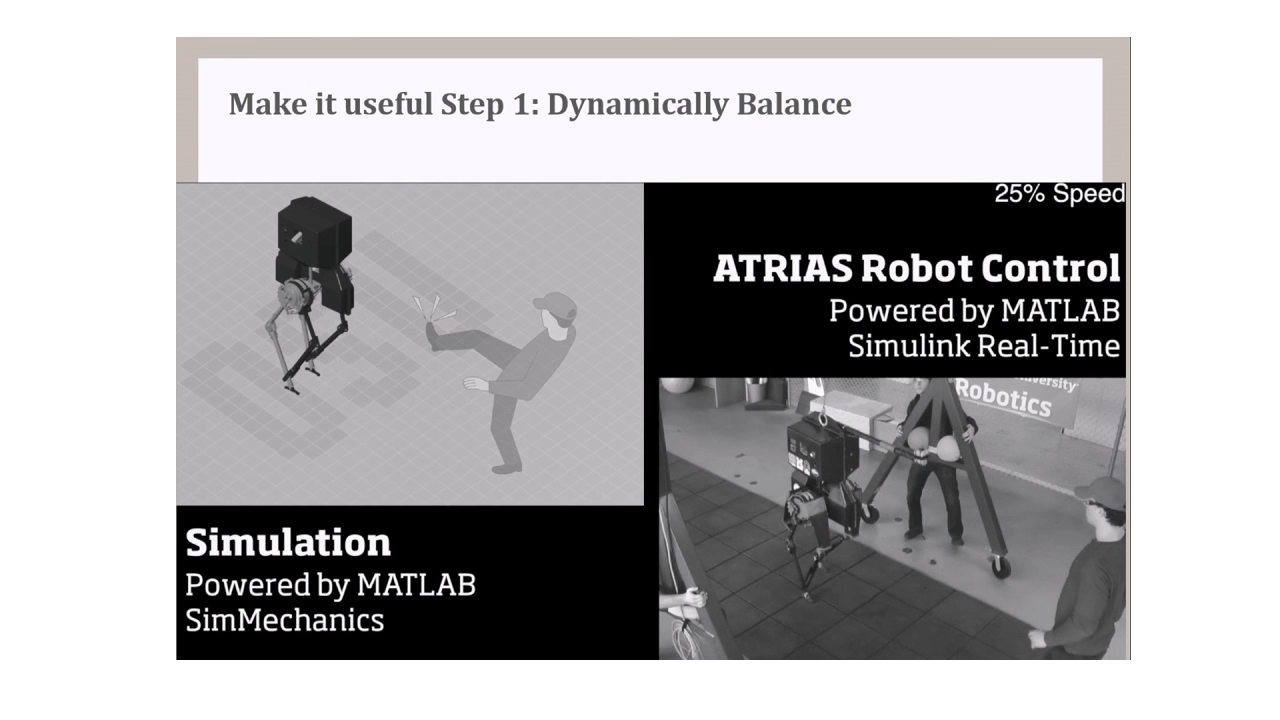 Make it useful Step 1: Dynamically Balance
25% Speed
ATRIAS Robot Control
Powered by MATLAB
Simulink Real-Time
Robotics
Simulation
Powered by MATLAB
SimMechanics